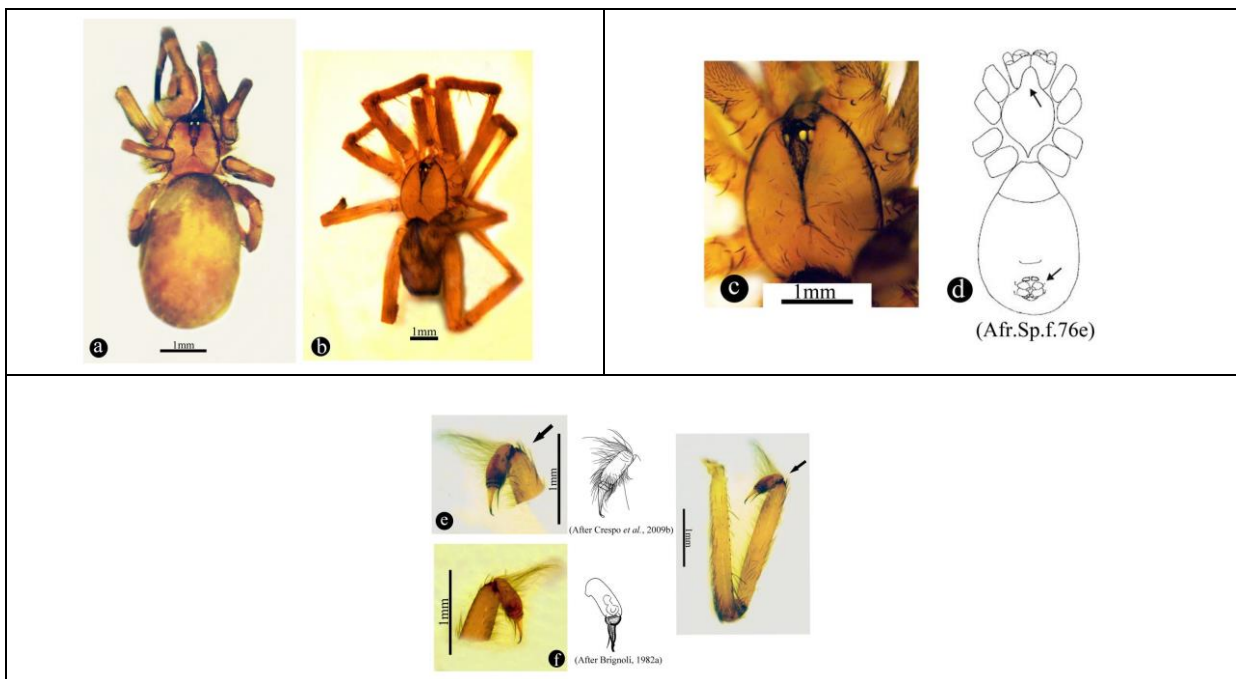 a
1mm
b
1mm
c
1mm
d
(Afr.Sp.f.76e)
e
1mm
(After Crespo et al., 2009b)
1mm
f
1mm
(After Brignoli, 1982a)